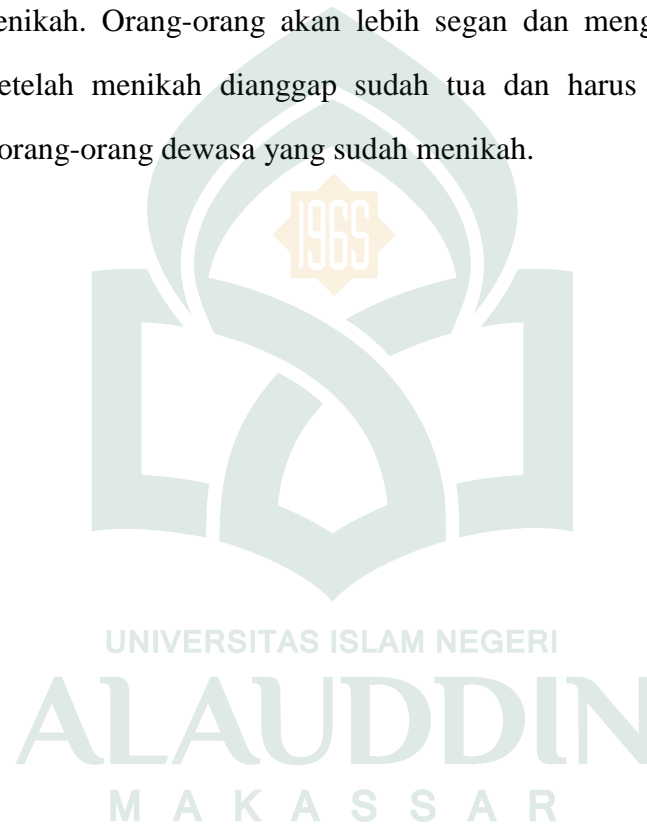 enikah. Orang-orang akan lebih segan dan meng
etelah menikah dianggap sudah tua dan harus
orang-orang dewasa yang sudah menikah.
1965
UNIVERSITAS ISLAM NEGERI
ALAUDDIN
MAKASSAR